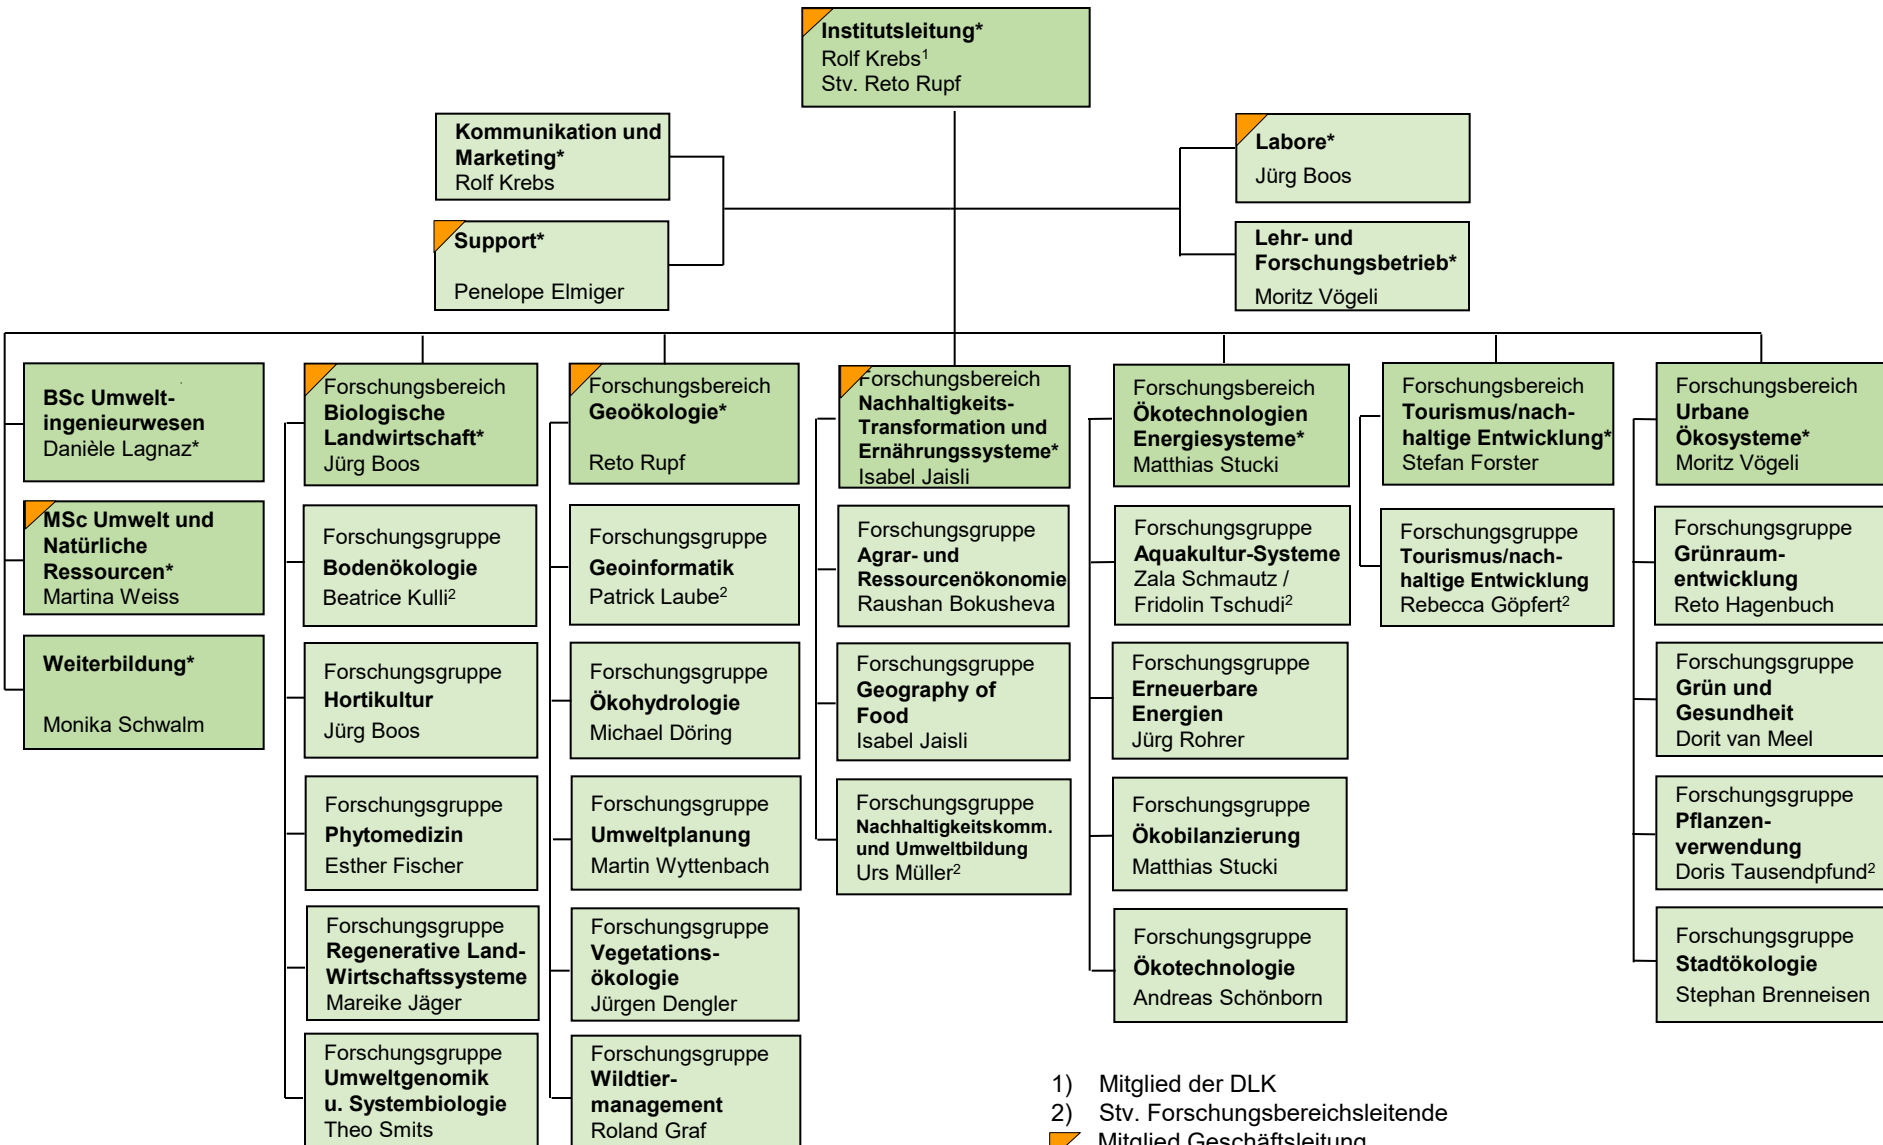 Institutsleitung*
Rolf Krebs¹
Stv. Reto Rupf
Kommunikation und
Marketing*
Rolf Krebs
Support*
Penelope Elmiger
Labore*
Jürg Boos
Lehr- und
Forschungsbetrieb*
Moritz Vögeli
BSc Umwelt-
ingenieurwesen
Danièle Lagnaz*
MSc Umwelt und
Natürliche
Ressourcen*
Martina Weiss
Weiterbildung*
Monika Schwalm
Forschungsbereich
Biologische
Landwirtschaft*
Jürg Boos
Forschungsgruppe
Bodenökologie
Beatrice Kulli²
Forschungsgruppe
Hortikultur
Jürg Boos
Forschungsgruppe
Phytomedizin
Esther Fischer
Forschungsgruppe
Regenerative Land-
Wirtschaftssysteme
Mareike Jäger
Forschungsgruppe
Umweltgenomik
u. Systembiologie
Theo Smits
Forschungsbereich
Geoökologie*
Reto Rupf
Forschungsgruppe
Geoinformatik
Patrick Laube²
Forschungsgruppe
Ökohydrologie
Michael Döring
Forschungsgruppe
Umweltplanung
Martin Wyttenbach
Forschungsgruppe
Vegetations-
ökologie
Jürgen Dengler
Forschungsgruppe
Wildtier-
management
Roland Graf
Forschungsbereich
Nachhaltigkeits-
Transformation und
Ernährungssysteme*
Isabel Jaisli
Forschungsgruppe
Agrar- und
Ressourcenökonomie
Raushan Bokusheva
Forschungsgruppe
Geography of
Food
Isabel Jaisli
Forschungsgruppe
Nachhaltigkeitskomm.
und Umweltbildung
Urs Müller²
Forschungsbereich
Ökotechnologien
Energiesysteme*
Matthias Stucki
Forschungsgruppe
Aquakultur-Systeme
Zala Schmautz /
Fridolin Tschudi²
Forschungsgruppe
Erneuerbare
Energien
Jürg Rohrer
Forschungsgruppe
Ökobilanzierung
Matthias Stucki
Forschungsgruppe
Ökotechnologie
Andreas Schönborn
Forschungsbereich
Tourismus/nach-
haltige Entwicklung*
Stefan Forster
Forschungsgruppe
Tourismus/nach-
haltige Entwicklung
Rebecca Göpfert²
Forschungsbereich
Urbane
Ökosysteme*
Moritz Vögeli
Forschungsgruppe
Grünraum-
entwicklung
Reto Hagenbuch
Forschungsgruppe
Grün und
Gesundheit
Dorit van Meel
Forschungsgruppe
Pflanzen-
verwendung
Doris Tausendpfund²
Forschungsgruppe
Stadtökologie
Stephan Brenneisen
1) Mitglied der DLK
2) Stv. Forschungsbereichsleitende
Mitglied Geschäftsleitung